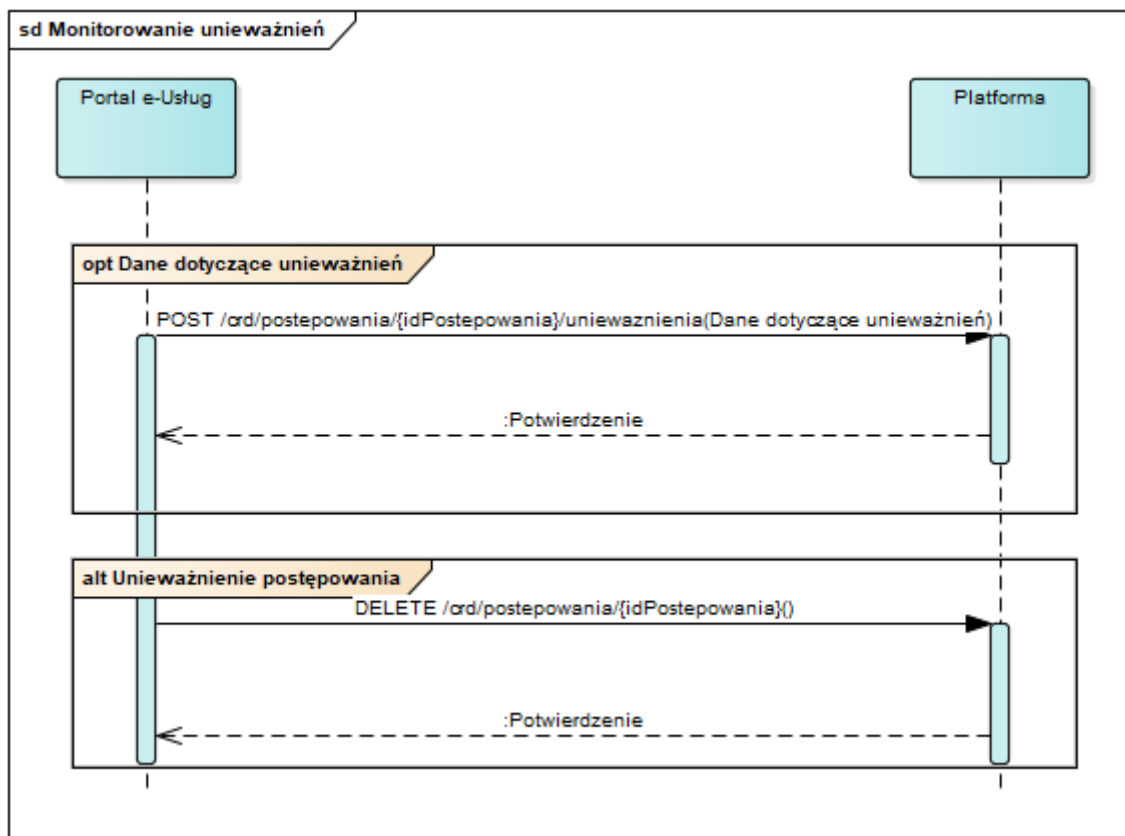 sd Monitorowanie unieważnień
Portal e-Usług
Platforma
opt Dane dotyczące unieważnień
POST /crd/postepowania/{idPostepowania}/uniewaznienia(Dane dotyczące unieważnień)
:Potwierdzenie
alt Unieważnienie postępowania
DELETE /crd/postepowania/{idPostepowania}()
:Potwierdzenie